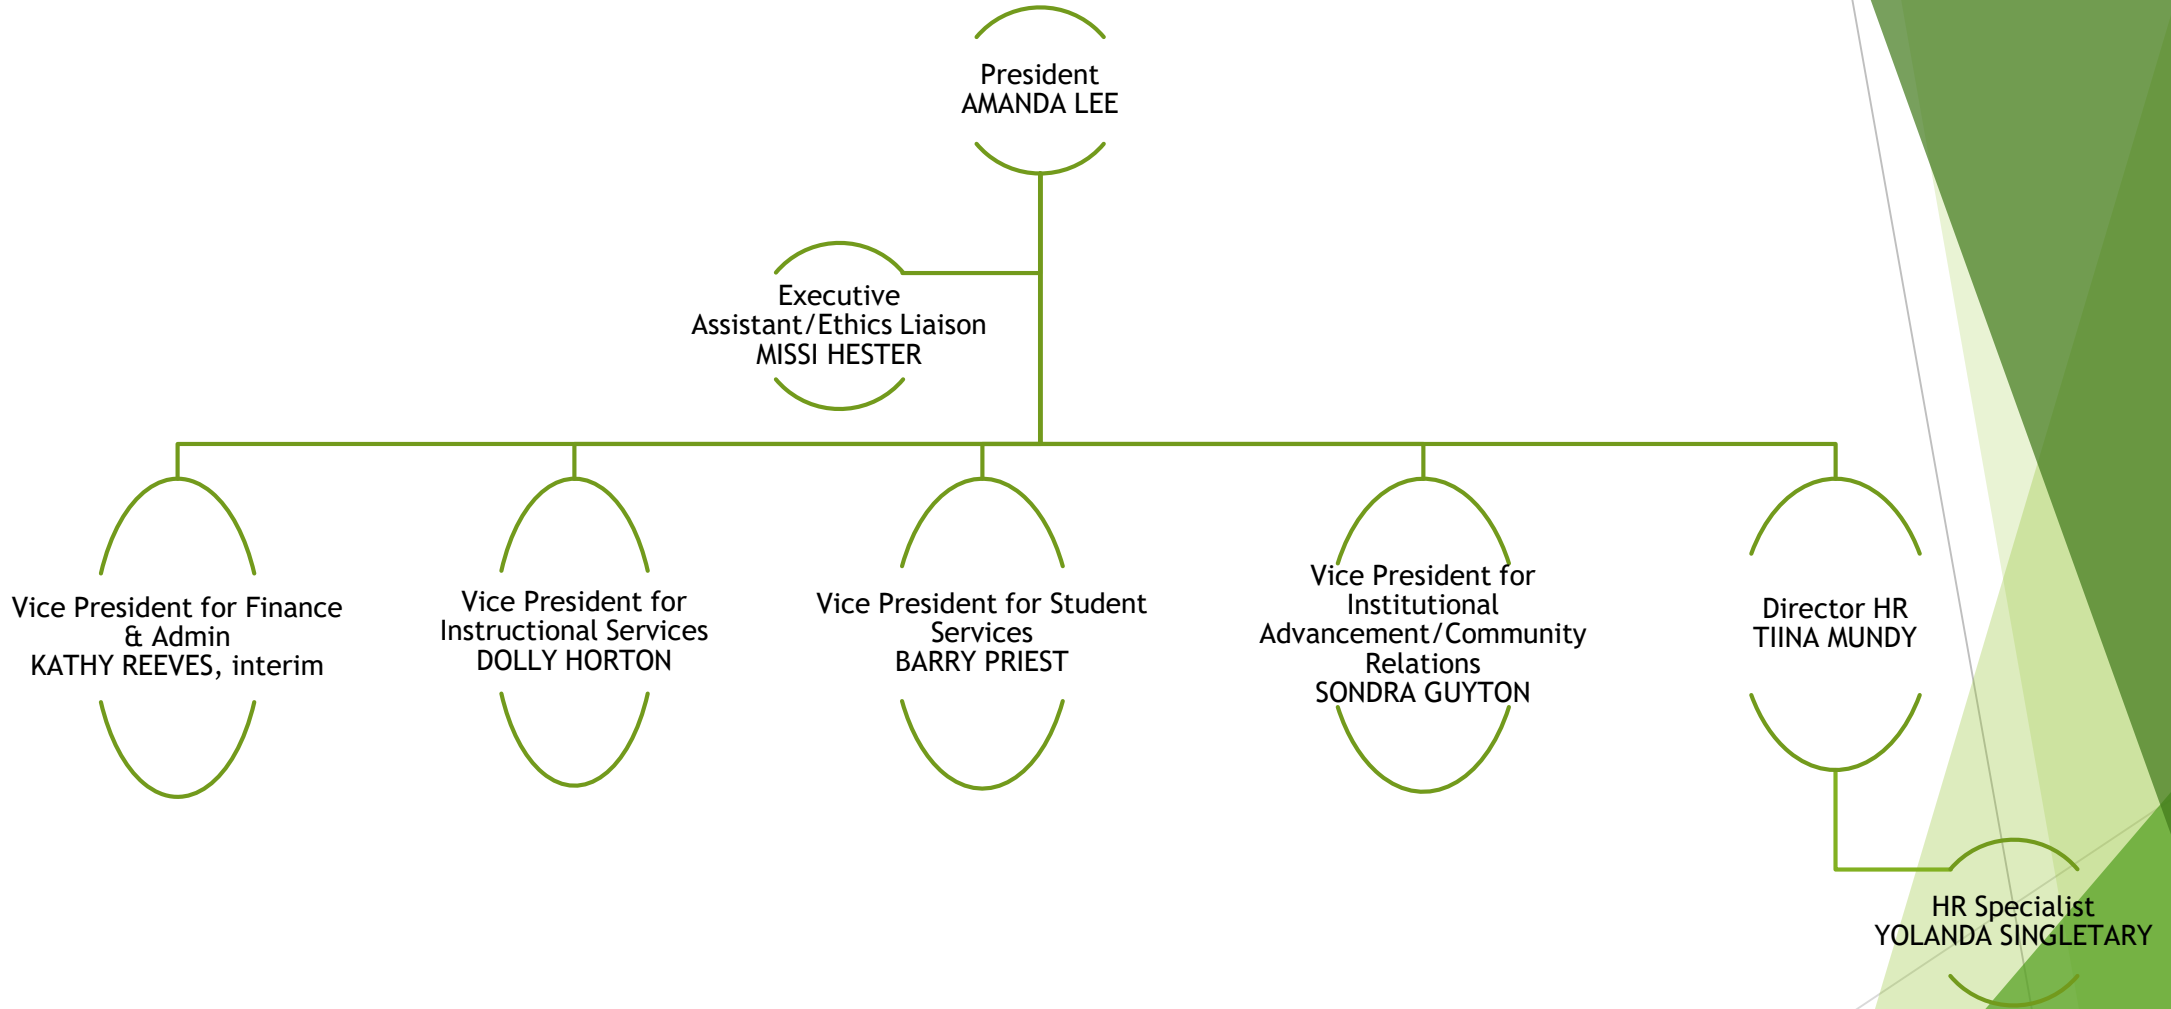 President
AMANDA LEE
Executive
Assistant/Ethics Liaison
MISSI HESTER
Vice President for Finance
& Admin
KATHY REEVES, interim
Vice President for
Instructional Services
DOLLY HORTON
Vice President for Student
Services
BARRY PRIEST
Vice President for
Institutional
Advancement/Community
Relations
SONDRA GUYTON
Director HR
TIINA MUNDY
HR Specialist
YOLANDA SINGLETARY